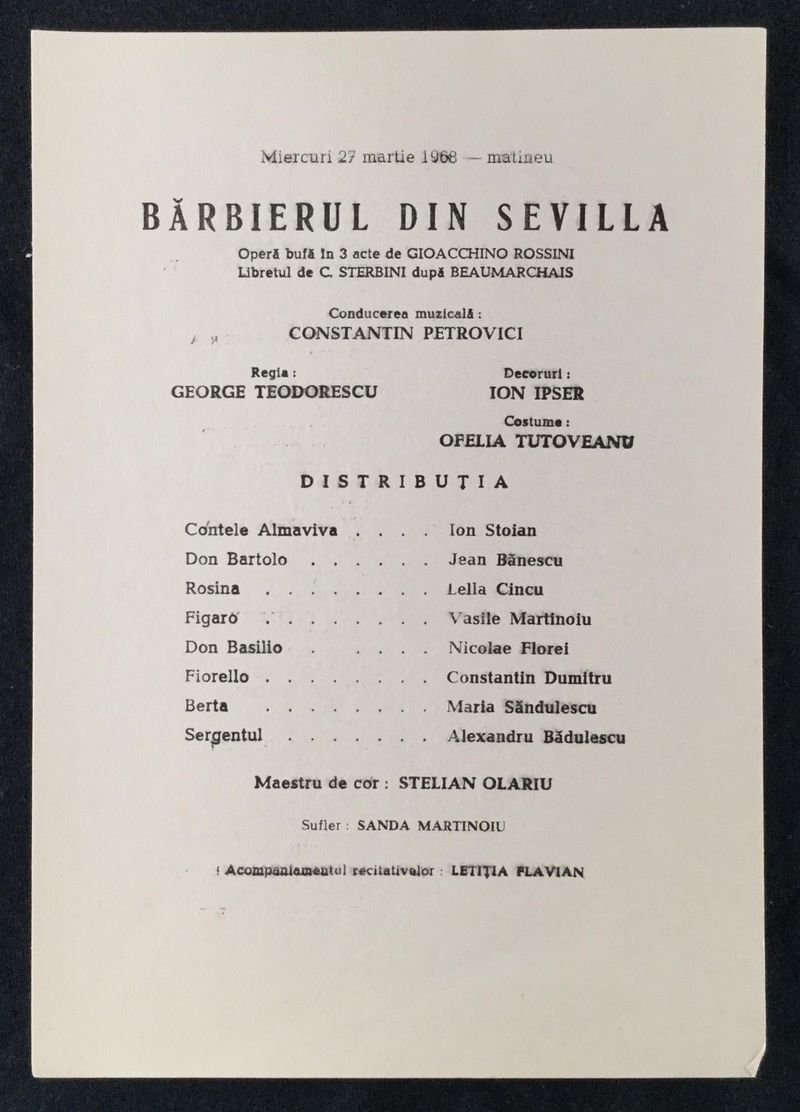 Miercuri 27 martie 1968 — matineu
BĂRBIERUL DIN SEVILLA
Operă bufă în 3 acte de GIOACCHINO ROSSINI
Libretul de C. STERBINI după BEAUMARCHAIS
Conducerea muzicală :
CONSTANTIN PETROVICI
Regia :
GEORGE TEODORESCU
Decoruri :
ION IPSER
Costume :
OFELIA TUTOVEANU
DISTRIBUȚIA
Contele Almaviva . . . . Ion Stoian
Don Bartolo . . . . . . Jean Bănescu
Rosina . . . . . . . . Lella Cincu
Figaro . . . . . . . . Vasile Martinoiu
Don Basilio . . . . . Nicolae Florei
Fiorello . . . . . . . . Constantin Dumitru
Berta . . . . . . . . Maria Săndulescu
Sergentul . . . . . . . Alexandru Bădulescu
Maestru de cor : STELIAN OLARIU
Sufler : SANDA MARTINOIU
Acompaniamentul recitativelor : LETIȚIA FLAVIAN